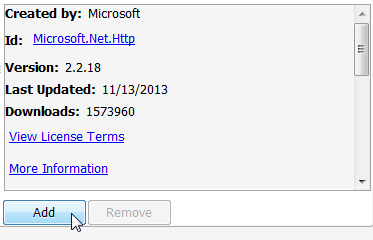 Created by: Microsoft
Id: Microsoft.Net.Http
Version: 2.2.18
Last Updated: 11/13/2013
Downloads: 1573960
View License Terms
More Information
Add Remove